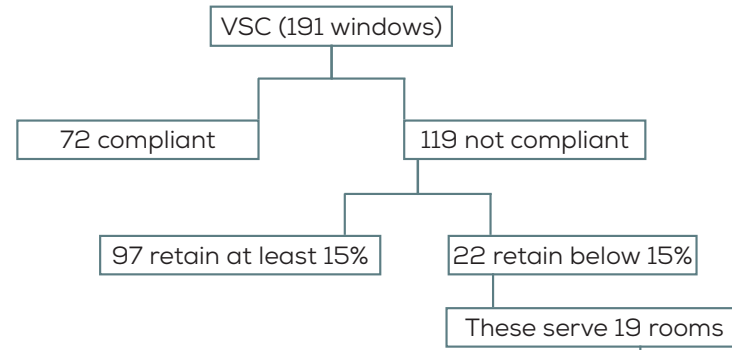 VSC (191 windows)
72 compliant
119 not compliant
97 retain at least 15%
22 retain below 15%
These serve 19 rooms